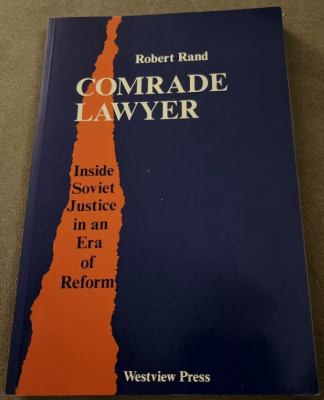 Robert Rand
COMRADE
LAWYER
Inside
Soviet
Justice
in an
Era
of
Reform
Westview Press